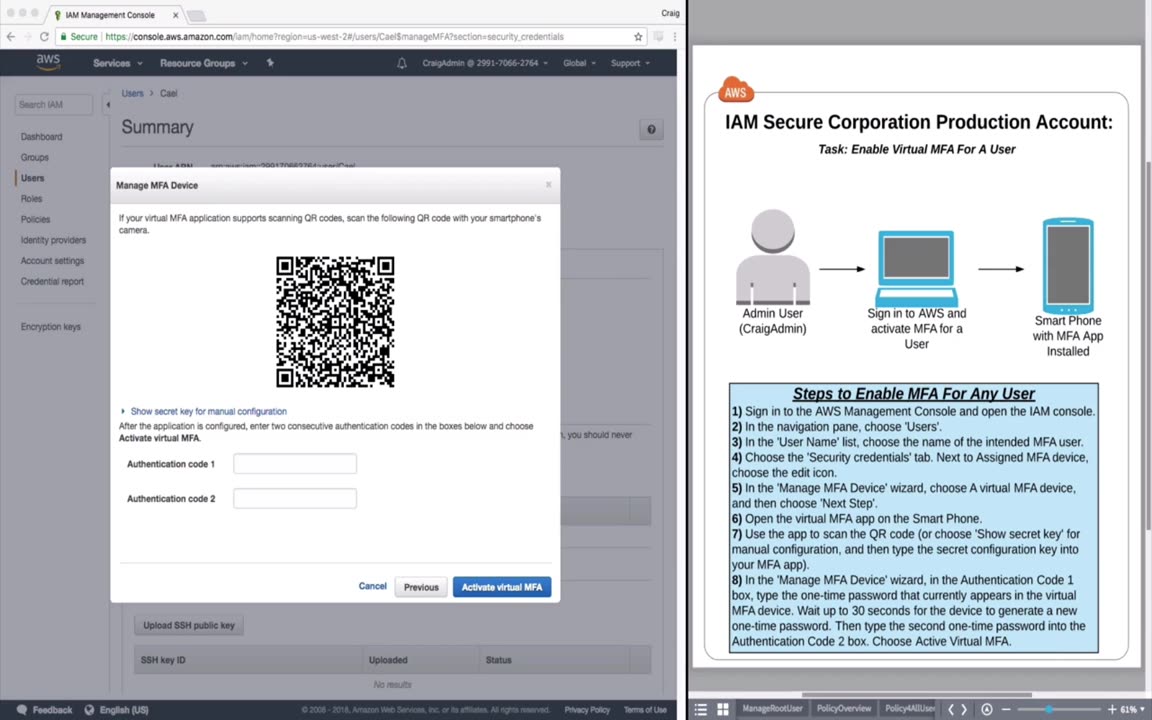 IAM Management Console
Craig
Secure | https://console.aws.amazon.com/iam/home?region=us-west-2#/users/Cael$manageMFA?section=security_credentials
aws
Services
Resource Groups
CraigAdmin @ 2991-7066-2764
Global
Support
Search IAM
Dashboard
Groups
Users
Roles
Policies
Identity providers
Account settings
Credential report
Encryption keys
Users > Cael
Summary
User ARN arn:aws:iam::299170662764:user/Cael
Manage MFA Device
If your virtual MFA application supports scanning QR codes, scan the following QR code with your smartphone's
camera.
Show secret key for manual configuration
After the application is configured, enter two consecutive authentication codes in the boxes below and choose
Activate virtual MFA.
Authentication code 1
Authentication code 2
Cancel
Previous
Activate virtual MFA
, you should never
Upload SSH public key
SSH key ID
Uploaded
Status
No results
Feedback
English (US)
© 2008 - 2018, Amazon Web Services, Inc. or its affiliates. All rights reserved.
Privacy Policy
Terms of Use
AWS
IAM Secure Corporation Production Account:
Task: Enable Virtual MFA For A User
Admin User
(CraigAdmin)
Sign in to AWS and
activate MFA for a
User
Smart Phone
with MFA App
Installed
Steps to Enable MFA For Any User
1) Sign in to the AWS Management Console and open the IAM console.
2) In the navigation pane, choose 'Users'.
3) In the 'User Name' list, choose the name of the intended MFA user.
4) Choose the 'Security credentials' tab. Next to Assigned MFA device,
choose the edit icon.
5) In the 'Manage MFA Device' wizard, choose A virtual MFA device,
and then choose 'Next Step'.
6) Open the virtual MFA app on the Smart Phone.
7) Use the app to scan the QR code (or choose 'Show secret key' for
manual configuration, and then type the secret configuration key into
your MFA app).
8) In the 'Manage MFA Device' wizard, in the Authentication Code 1
box, type the one-time password that currently appears in the virtual
MFA device. Wait up to 30 seconds for the device to generate a new
one-time password. Then type the second one-time password into the
Authentication Code 2 box. Choose Active Virtual MFA.
ManageRootUser
PolicyOverview
Policy4AllUse
61%